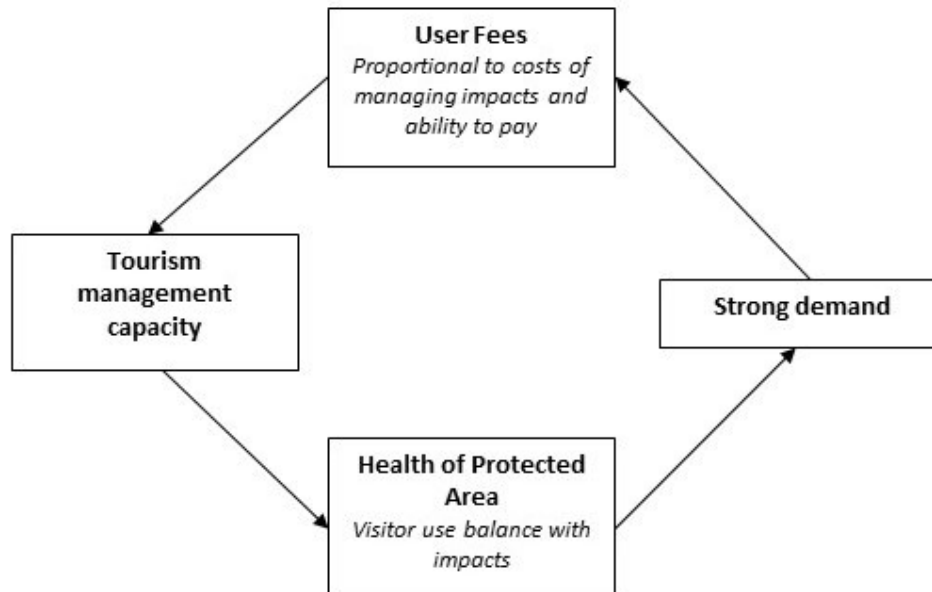 User Fees
Proportional to costs of
managing impacts and
ability to pay
Tourism
management
capacity
Strong demand
Health of Protected
Area
Visitor use balance with
impacts